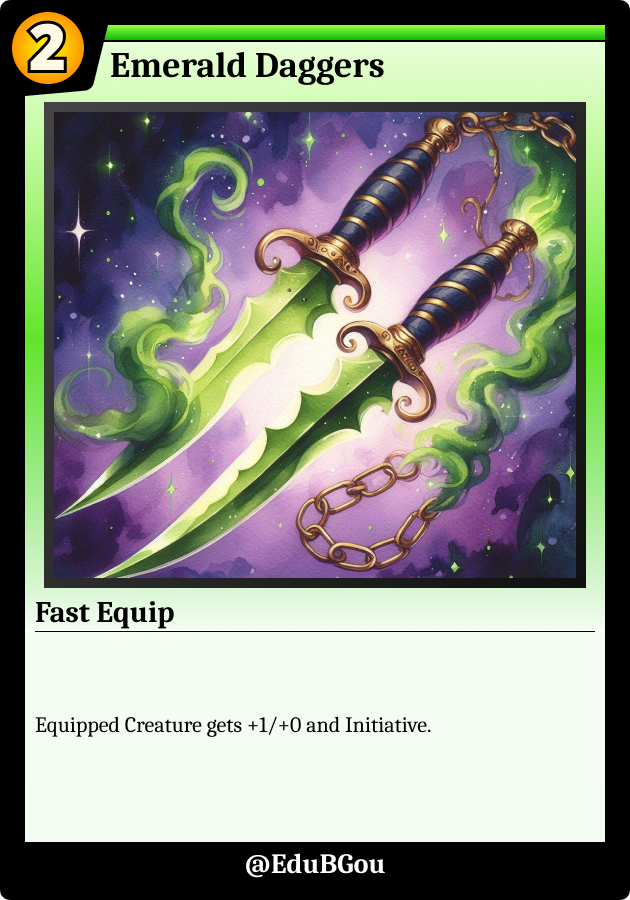 2
Emerald Daggers
Fast Equip
Equipped Creature gets +1/+0 and Initiative.
@EduBGou